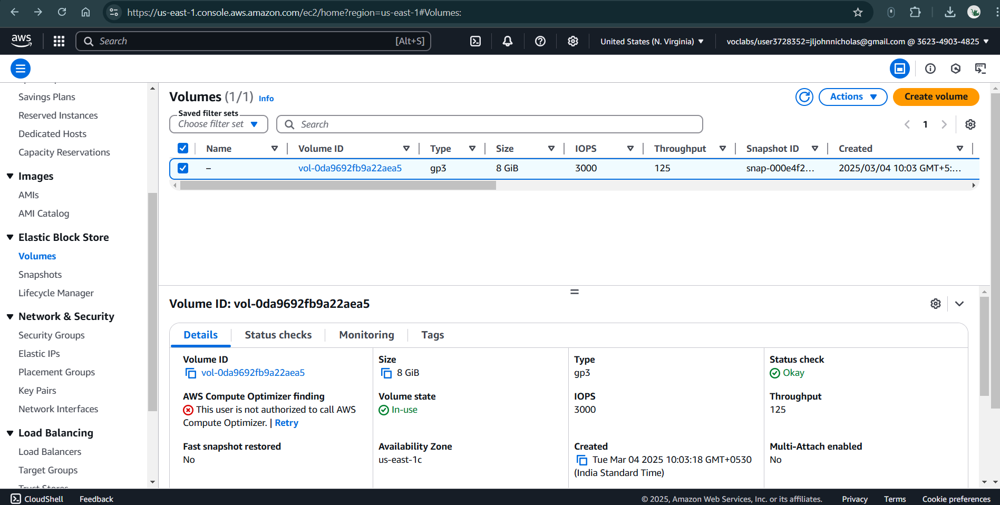 https://us-east-1.console.aws.amazon.com/ec2/home?region=us-east-1#Volumes:
aws
Search
[Alt+S]
United States (N. Virginia)
voclabs/user3728352=jljohnnicholas@gmail.com @ 3623-4903-4825
Savings Plans
Reserved Instances
Dedicated Hosts
Capacity Reservations
Images
AMIs
AMI Catalog
Elastic Block Store
Volumes
Snapshots
Lifecycle Manager
Network & Security
Security Groups
Elastic IPs
Placement Groups
Key Pairs
Network Interfaces
Load Balancing
Load Balancers
Target Groups
Trust Stores
Volumes (1/1) Info
Actions
Create volume
Saved filter sets
Choose filter set
Search
1
Name Volume ID Type Size IOPS Throughput Snapshot ID Created
– vol-0da9692fb9a22aea5 gp3 8 GiB 3000 125 snap-000e4f2... 2025/03/04 10:03 GMT+5:...
Volume ID: vol-0da9692fb9a22aea5
Details Status checks Monitoring Tags
Volume ID
vol-0da9692fb9a22aea5
Size
8 GiB
Type
gp3
Status check
Okay
AWS Compute Optimizer finding
This user is not authorized to call AWS
Compute Optimizer. | Retry
Volume state
In-use
IOPS
3000
Throughput
125
Fast snapshot restored
No
Availability Zone
us-east-1c
Created
Tue Mar 04 2025 10:03:18 GMT+0530
(India Standard Time)
Multi-Attach enabled
No
CloudShell Feedback
© 2025, Amazon Web Services, Inc. or its affiliates. Privacy Terms Cookie preferences